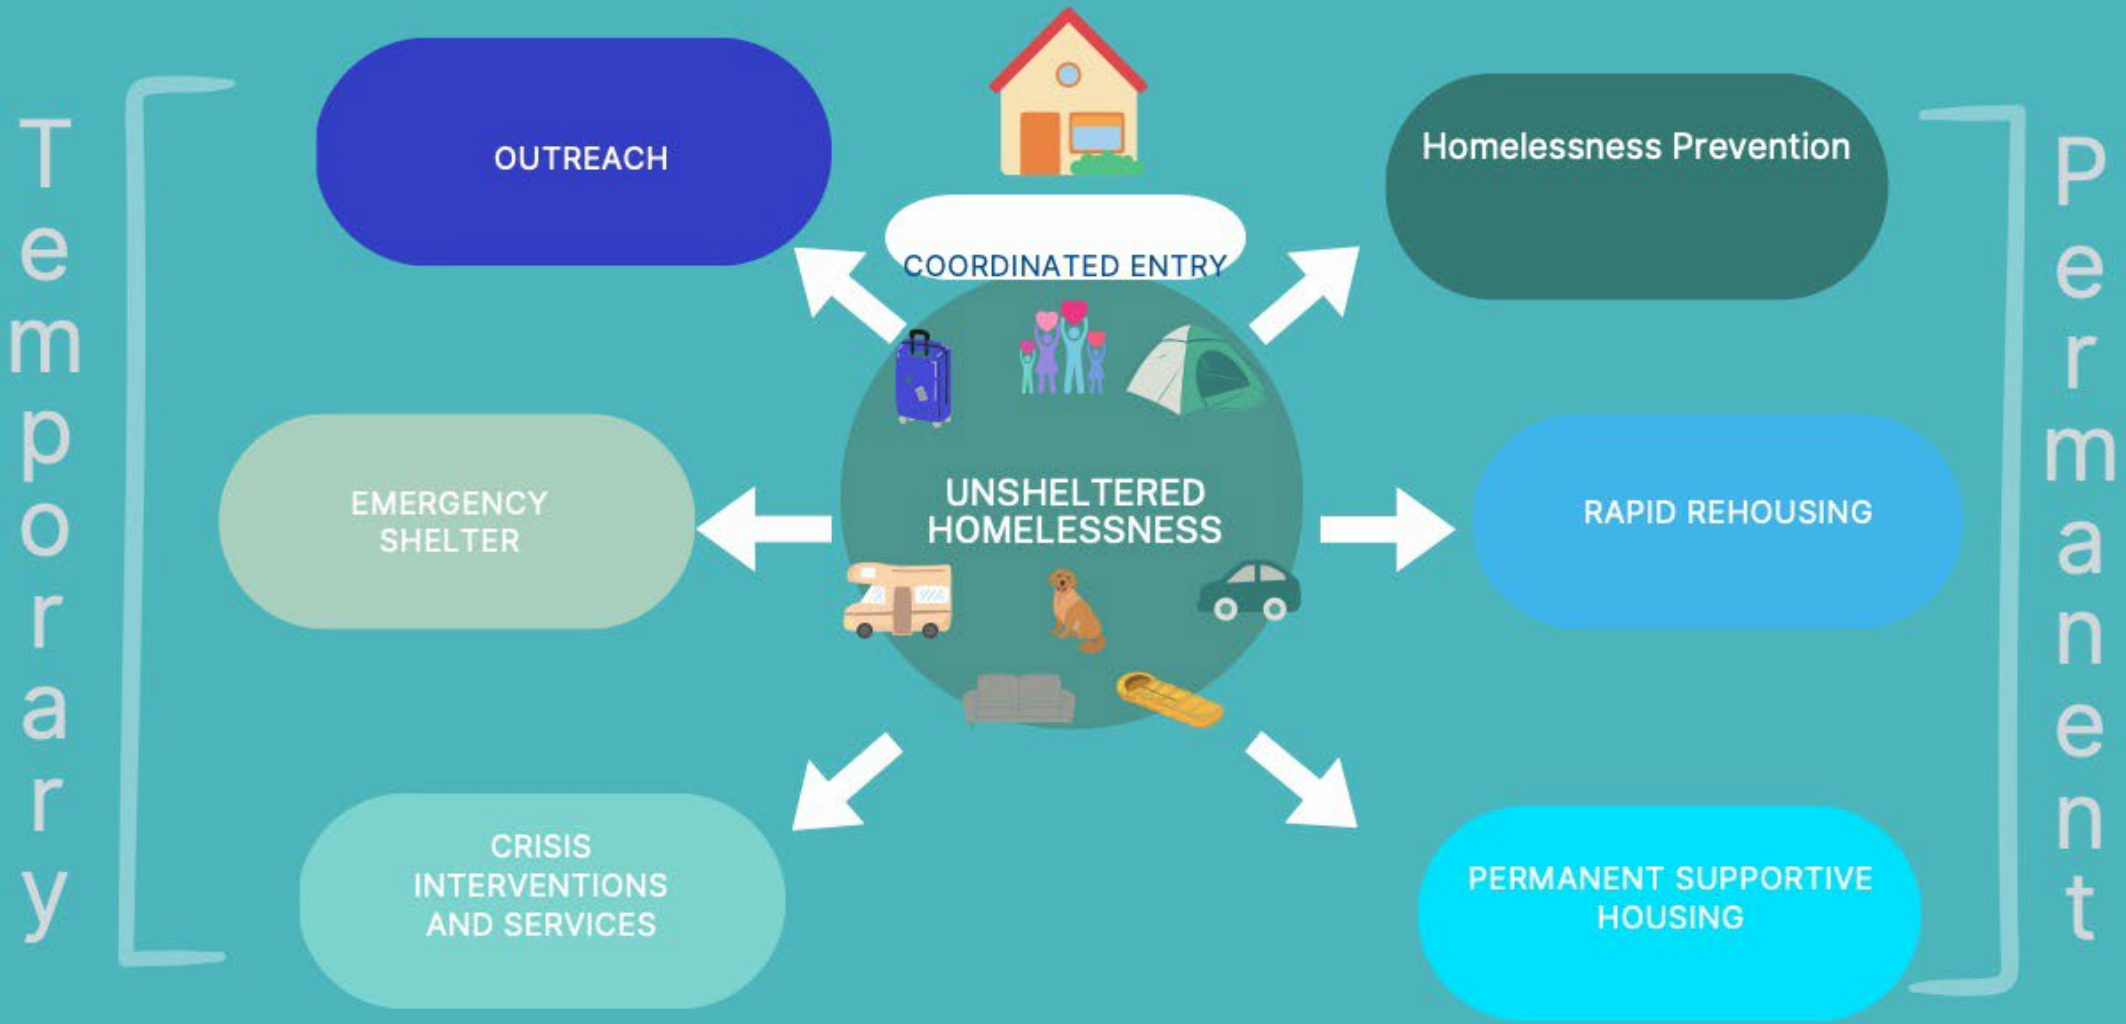 Temporary
OUTREACH
EMERGENCY
SHELTER
CRISIS
INTERVENTIONS
AND SERVICES
COORDINATED ENTRY
UNSHELTERED
HOMELESSNESS
Homelessness Prevention
RAPID REHOUSING
PERMANENT SUPPORTIVE
HOUSING
Permanent